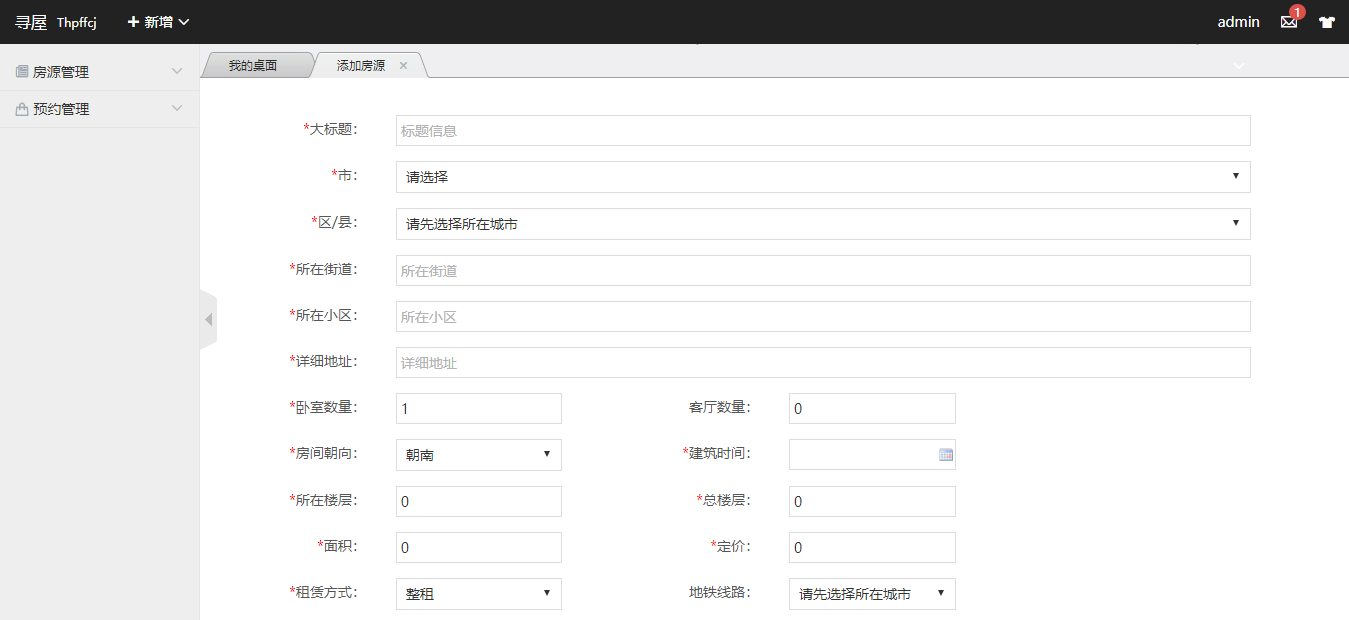 寻屋 Thpffcj 新增 admin 1
房源管理
预约管理
我的桌面 添加房源
*大标题： 标题信息
*市： 请选择
*区/县： 请先选择所在城市
*所在街道： 所在街道
*所在小区： 所在小区
*详细地址： 详细地址
*卧室数量： 1 客厅数量： 0
*房间朝向： 朝南 *建筑时间：
*所在楼层： 0 *总楼层： 0
*面积： 0 *定价： 0
*租赁方式： 整租 地铁线路： 请先选择所在城市